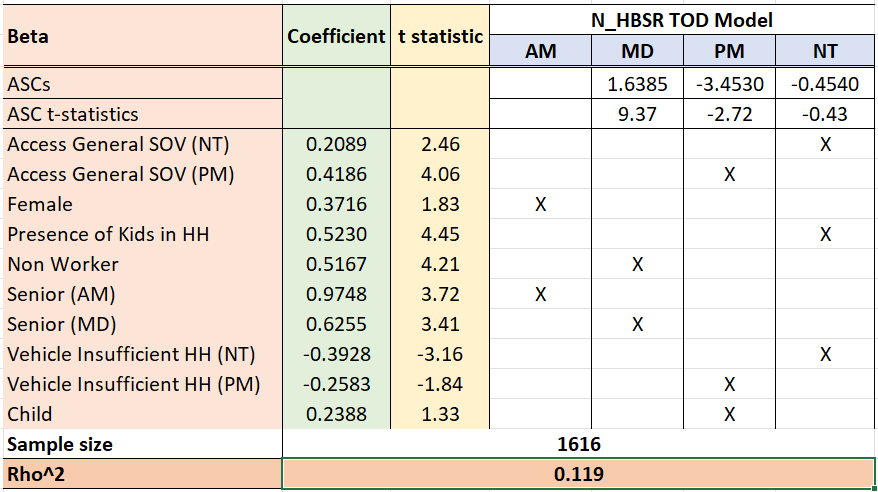 Beta Coefficient t statistic N_HBSR TOD Model
AM MD PM NT
ASCs 1.6385 -3.4530 -0.4540
ASC t-statistics 9.37 -2.72 -0.43
Access General SOV (NT) 0.2089 2.46 X
Access General SOV (PM) 0.4186 4.06 X
Female 0.3716 1.83 X
Presence of Kids in HH 0.5230 4.45 X
Non Worker 0.5167 4.21 X
Senior (AM) 0.9748 3.72 X
Senior (MD) 0.6255 3.41 X
Vehicle Insufficient HH (NT) -0.3928 -3.16 X
Vehicle Insufficient HH (PM) -0.2583 -1.84 X
Child 0.2388 1.33 X
Sample size 1616
Rho^2 0.119